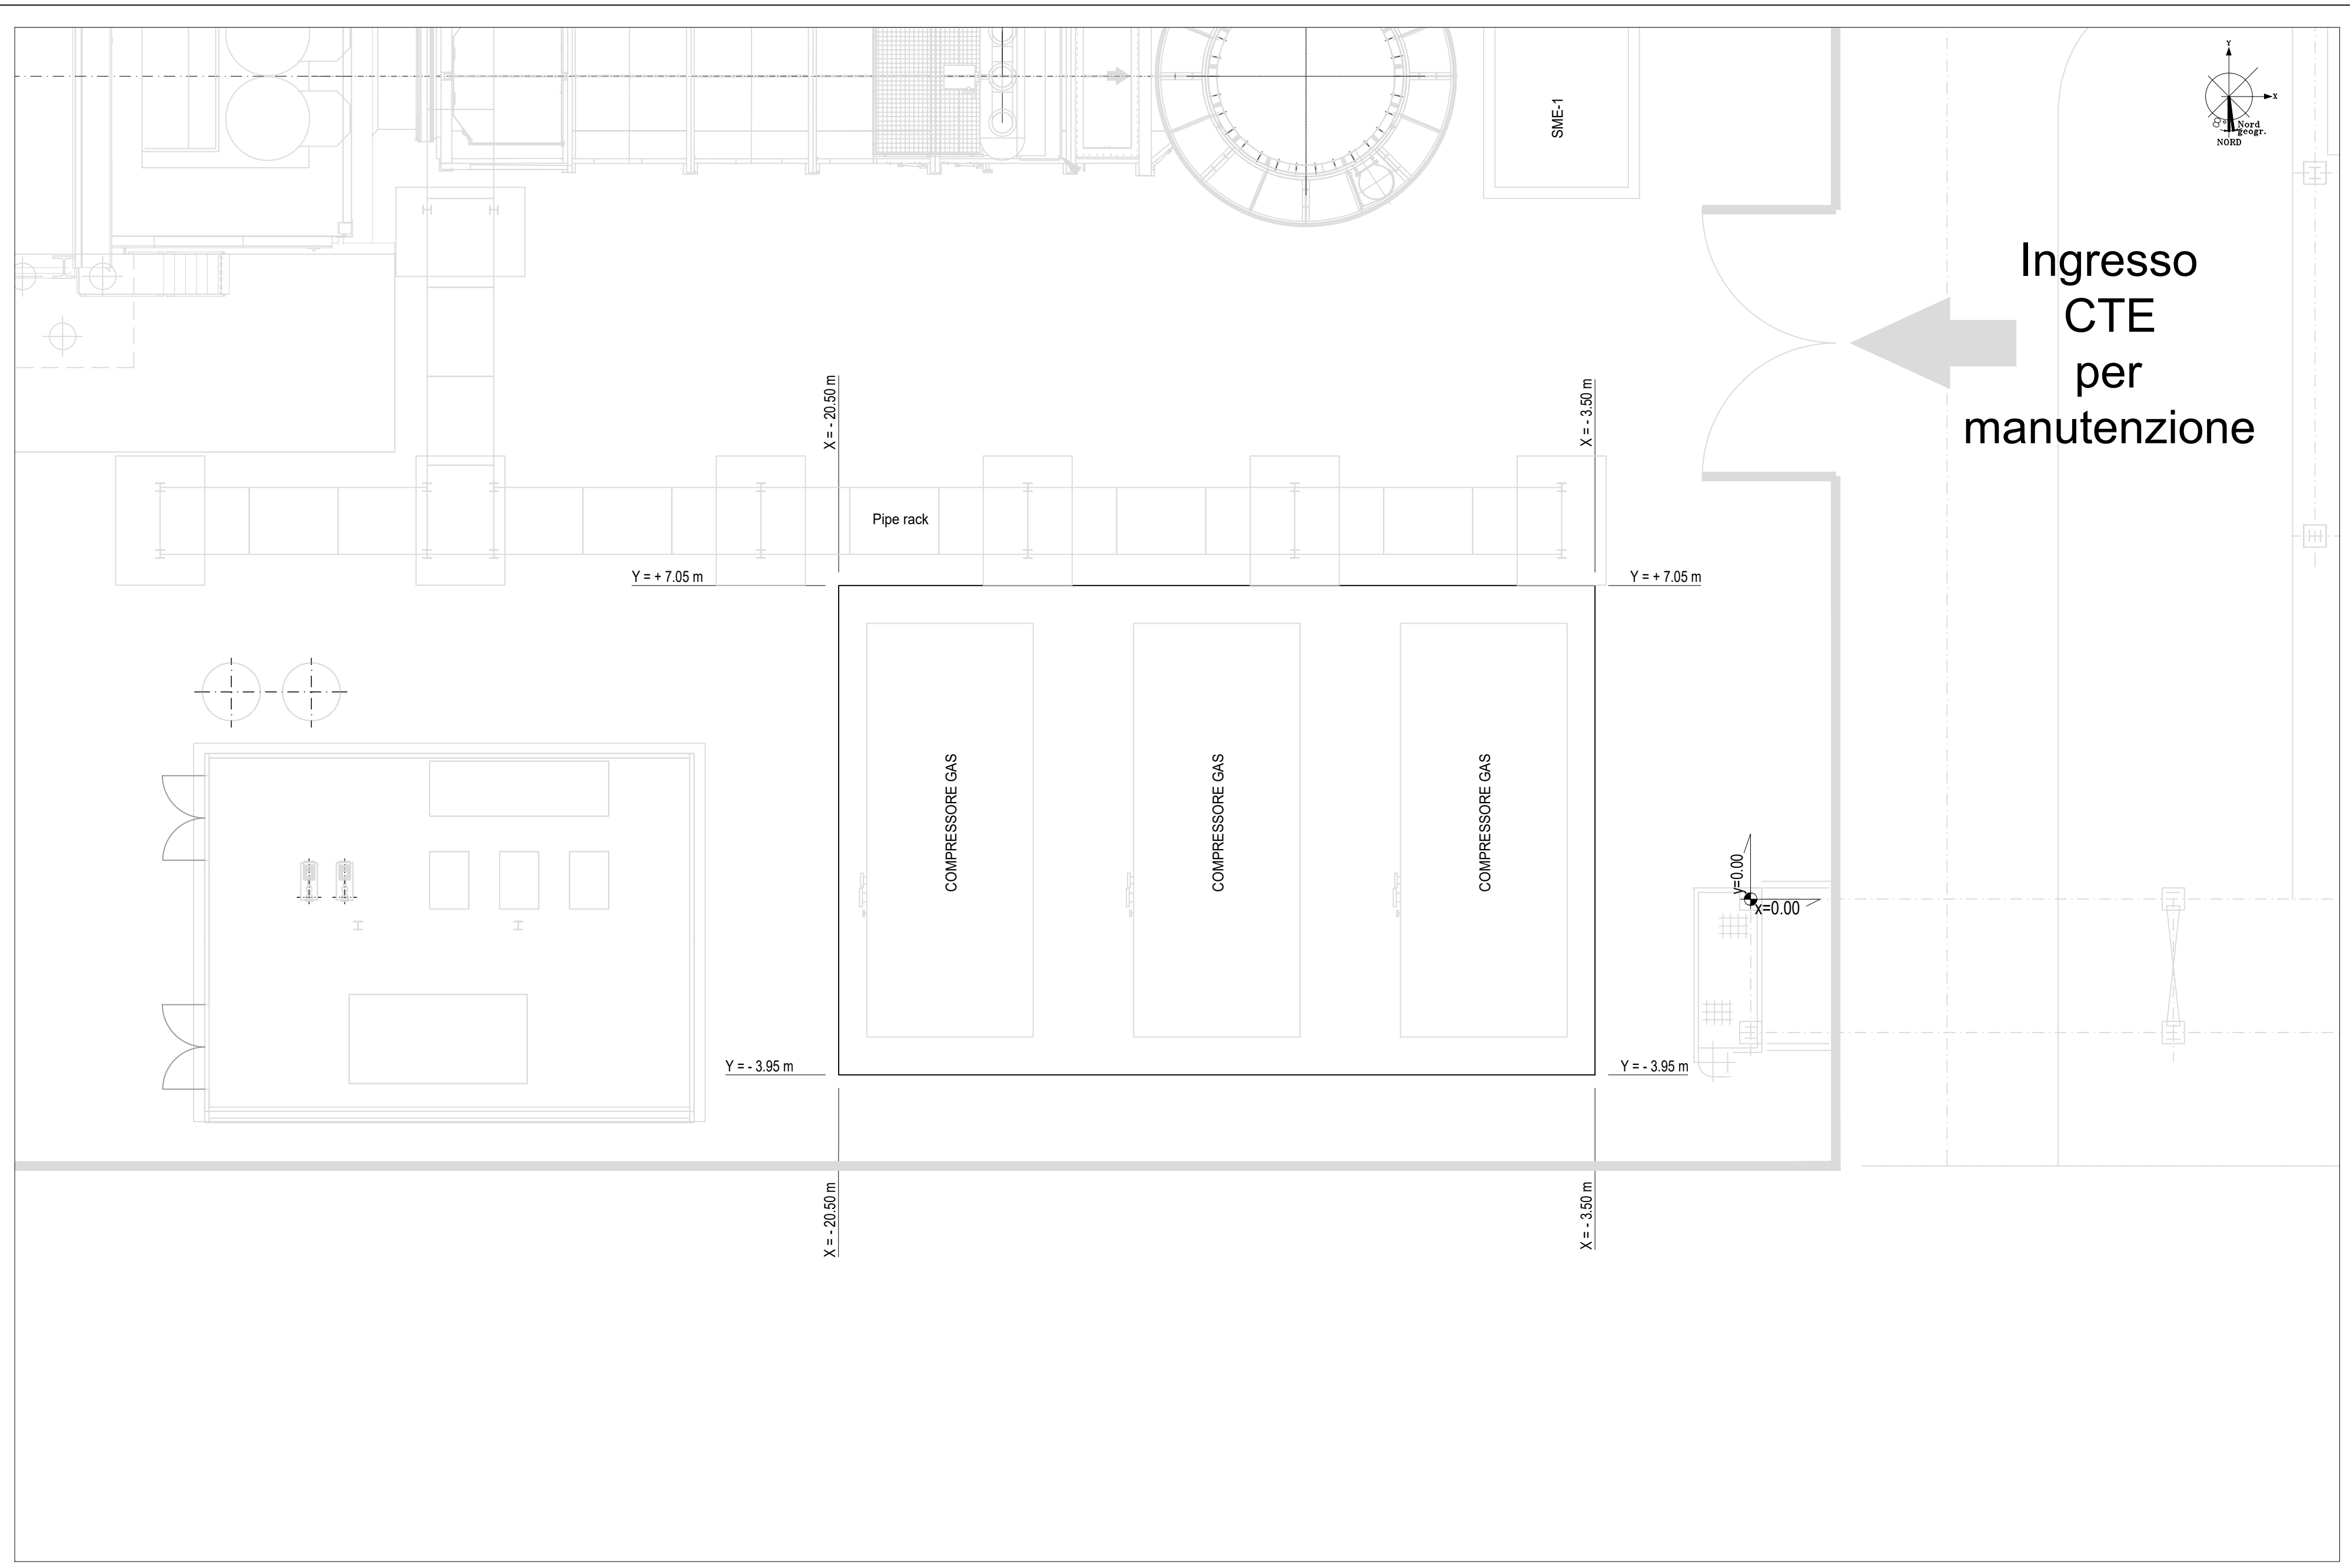 Y
X
8°
Nord
geogr.
NORD
SME-1
Ingresso
CTE
per
manutenzione
X = - 20.50 m
X = - 3.50 m
Pipe rack
Y = + 7.05 m
Y = + 7.05 m
COMPRESSORE GAS
COMPRESSORE GAS
COMPRESSORE GAS
y=0.00
x=0.00
Y = - 3.95 m
Y = - 3.95 m
X = - 20.50 m
X = - 3.50 m